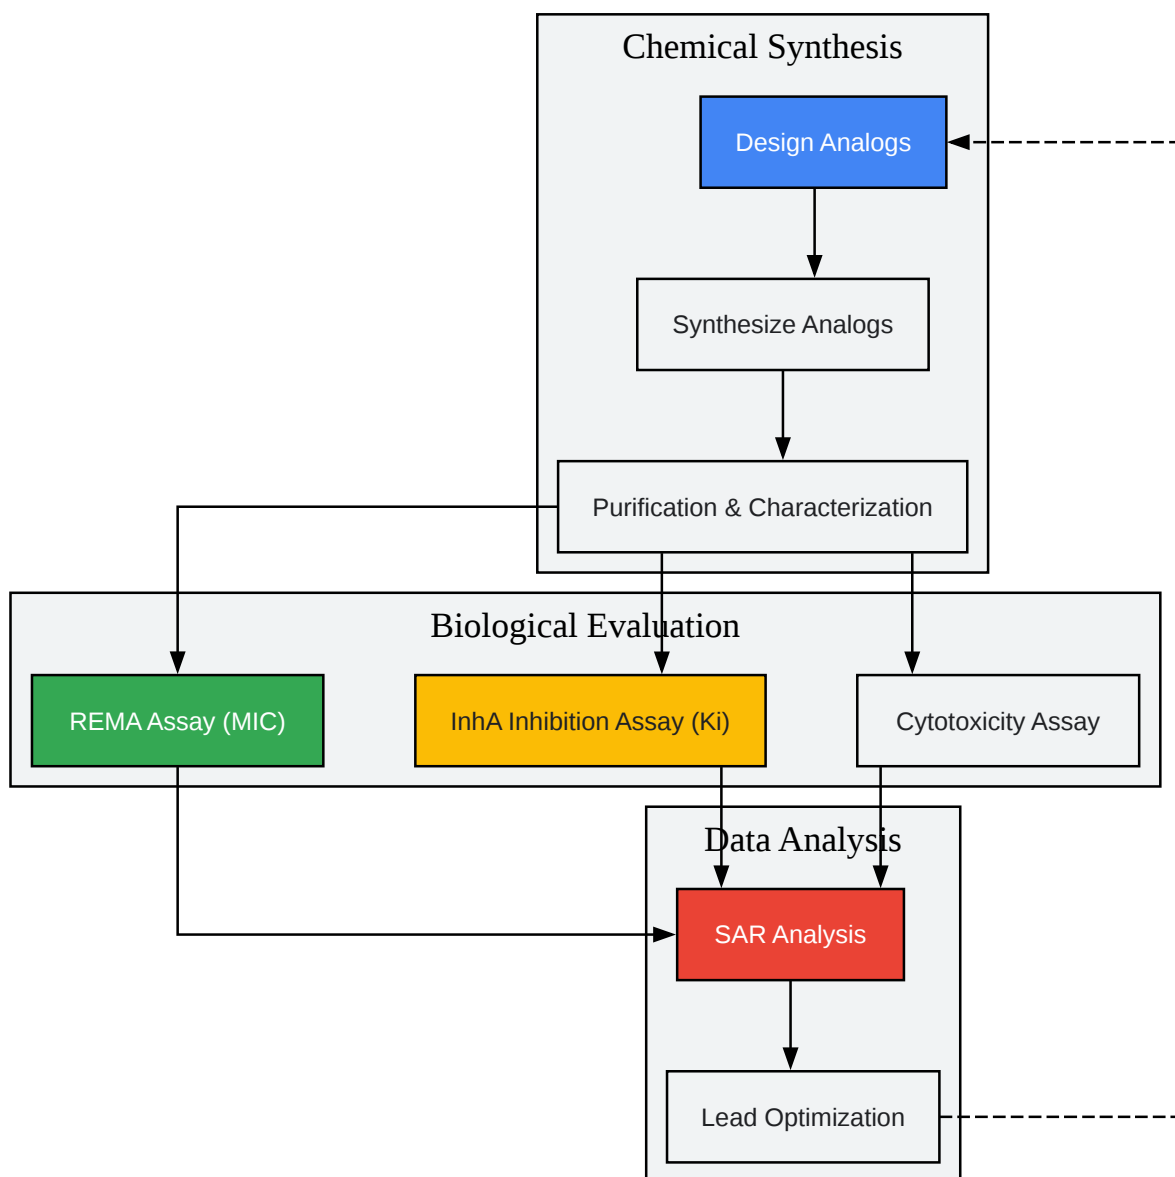 Chemical Synthesis
Design Analogs
Synthesize Analogs
Purification & Characterization
Biological Evaluation
REMA Assay (MIC)
InhA Inhibition Assay (Ki)
Cytotoxicity Assay
Data Analysis
SAR Analysis
Lead Optimization